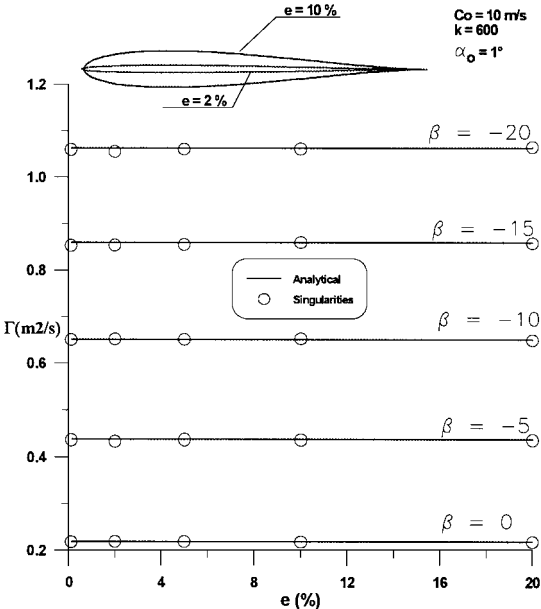 e = 10 %
Co = 10 m/s
k = 600
αo = 1°
e = 2 %
1.2
β = -20
1.0
β = -15
0.8
Analytical
Singularities
Γ(m2/s)
β = -10
0.6
β = -5
0.4
β = 0
0.2
0 4 8 12 16 20
e (%)